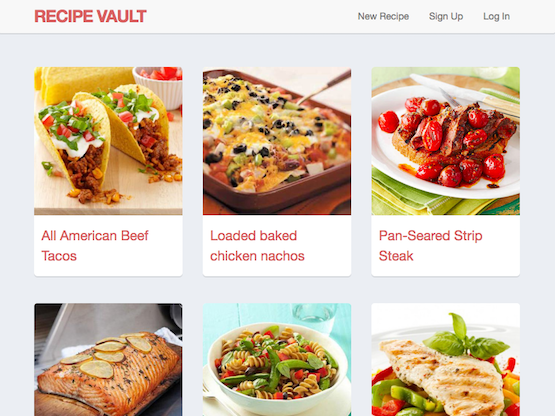 RECIPE VAULT
New Recipe Sign Up Log In
All American Beef
Tacos
Loaded baked
chicken nachos
Pan-Seared Strip
Steak